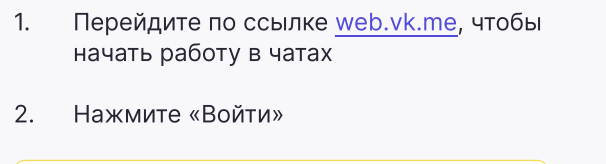 1. Перейдите по ссылке web.vk.me, чтобы
начать работу в чатах
2. Нажмите «Войти»